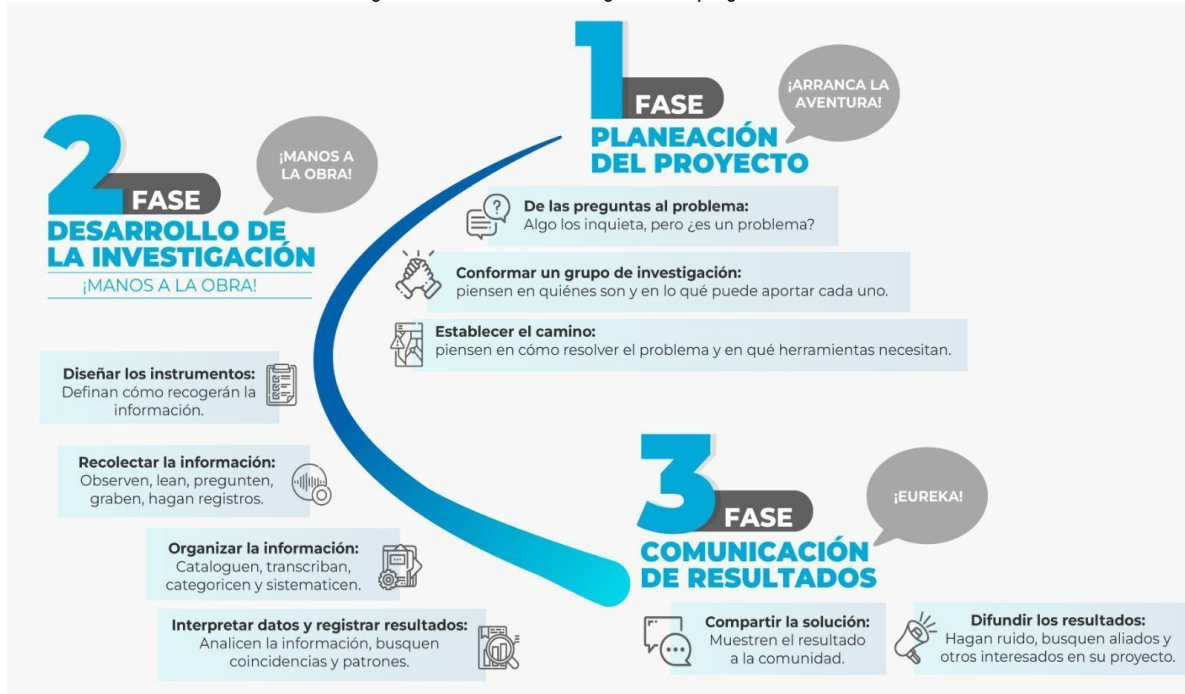 1
FASE
PLANEACIÓN
DEL PROYECTO
¡ARRANCA LA
AVENTURA!
De las preguntas al problema:
Algo los inquieta, pero ¿es un problema?
Conformar un grupo de investigación:
piensen en quiénes son y en lo qué puede aportar cada uno.
Establecer el camino:
piensen en cómo resolver el problema y en qué herramientas necesitan.
2
FASE
DESARROLLO DE
LA INVESTIGACIÓN
¡MANOS A LA OBRA!
¡MANOS A
LA OBRA!
Diseñar los instrumentos:
Definan cómo recogerán la
información.
Recolectar la información:
Observen, lean, pregunten,
graben, hagan registros.
Organizar la información:
Cataloguen, transcriban,
categoricen y sistematicen.
Interpretar datos y registrar resultados:
Analicen la información, busquen
coincidencias y patrones.
3
FASE
COMUNICACIÓN
DE RESULTADOS
¡EUREKA!
Compartir la solución:
Muestren el resultado
a la comunidad.
Difundir los resultados:
Hagan ruido, busquen aliados y
otros interesados en su proyecto.